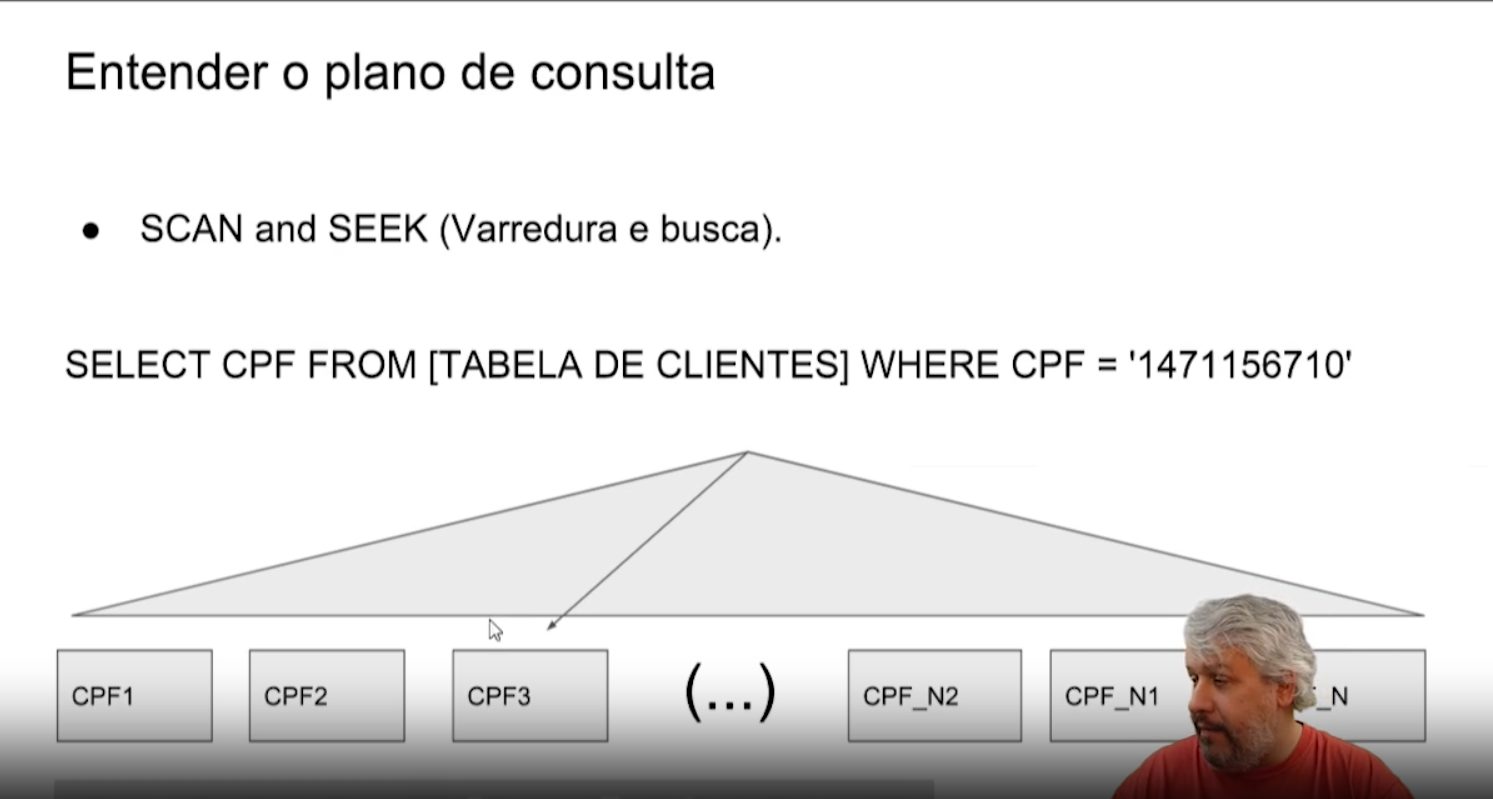 Entender o plano de consulta
● SCAN and SEEK (Varredura e busca).
SELECT CPF FROM [TABELA DE CLIENTES] WHERE CPF = '1471156710'
CPF1 CPF2 CPF3 (...) CPF_N2 CPF_N1 _N